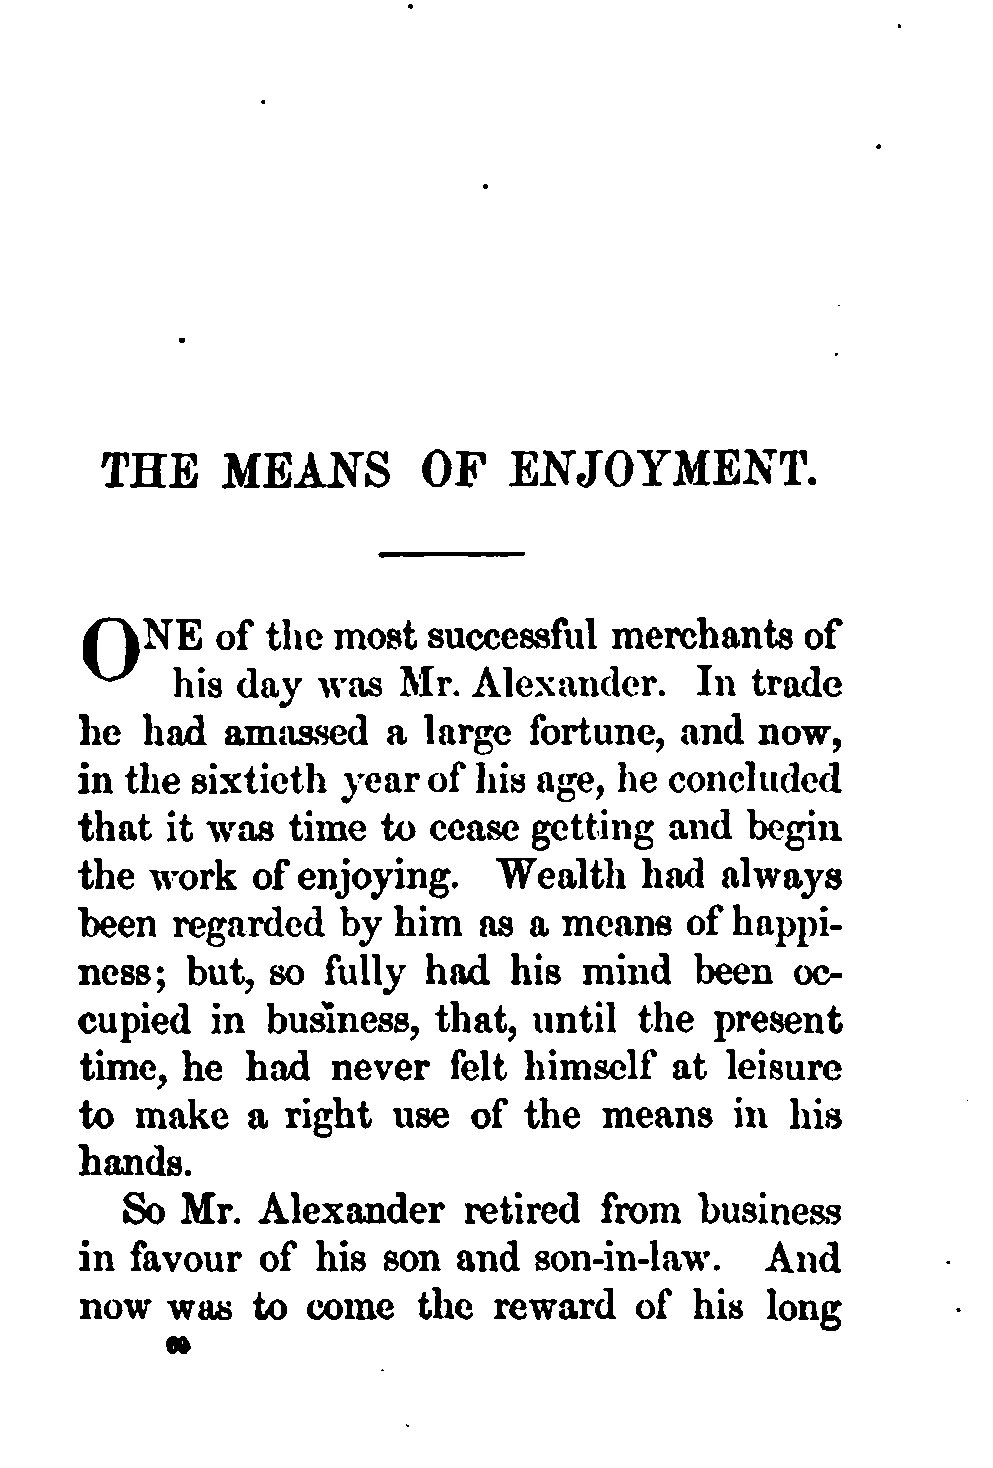 THE MEANS OF ENJOYMENT.
ONE of the most successful merchants of
his day was Mr. Alexander. In trade
he had amassed a large fortune, and now,
in the sixtieth year of his age, he concluded
that it was time to cease getting and begin
the work of enjoying. Wealth had always
been regarded by him as a means of happi-
ness; but, so fully had his mind been oc-
cupied in business, that, until the present
time, he had never felt himself at leisure
to make a right use of the means in his
hands.
So Mr. Alexander retired from business
in favour of his son and son-in-law. And
now was to come the reward of his long